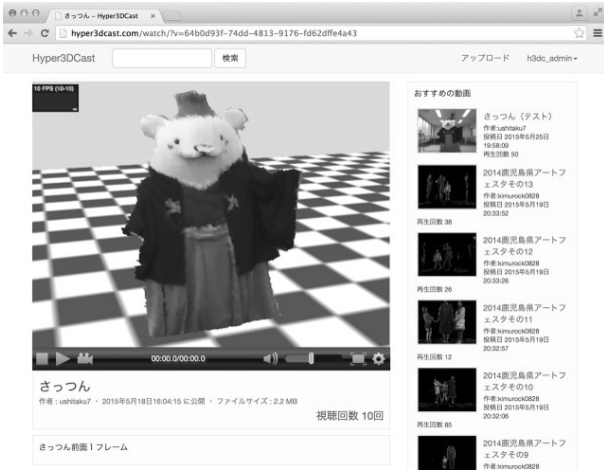 さっつん - Hyper3DCast
hyper3dcast.com/watch/?v=64b0d93f-74dd-4813-9176-fd62dffe4a43
Hyper3DCast
検索
アップロード
h3dc_admin
10 FPS (10-10)
00:00.0/00:00.0
さっつん
作者 : ushitaku7 ・ 2015年5月18日16:04:15 に公開 ・ ファイルサイズ : 2.2 MB
視聴回数 10回
さっつん前面1フレーム
おすすめの動画
さっつん（テスト）
作者:ushitaku7
投稿日 2015年5月25日
19:58:09
再生回数 50
2014鹿児島県アートフ
ェスタその13
作者:kimurock0828
投稿日 2015年5月19日
20:33:52
再生回数 38
2014鹿児島県アートフ
ェスタその12
作者:kimurock0828
投稿日 2015年5月19日
20:33:26
再生回数 26
2014鹿児島県アートフ
ェスタその11
作者:kimurock0828
投稿日 2015年5月19日
20:32:57
再生回数 12
2014鹿児島県アートフ
ェスタその10
作者:kimurock0828
投稿日 2015年5月19日
20:32:06
再生回数 85
2014鹿児島県アートフ
ェスタその9
作者:kimurock0828